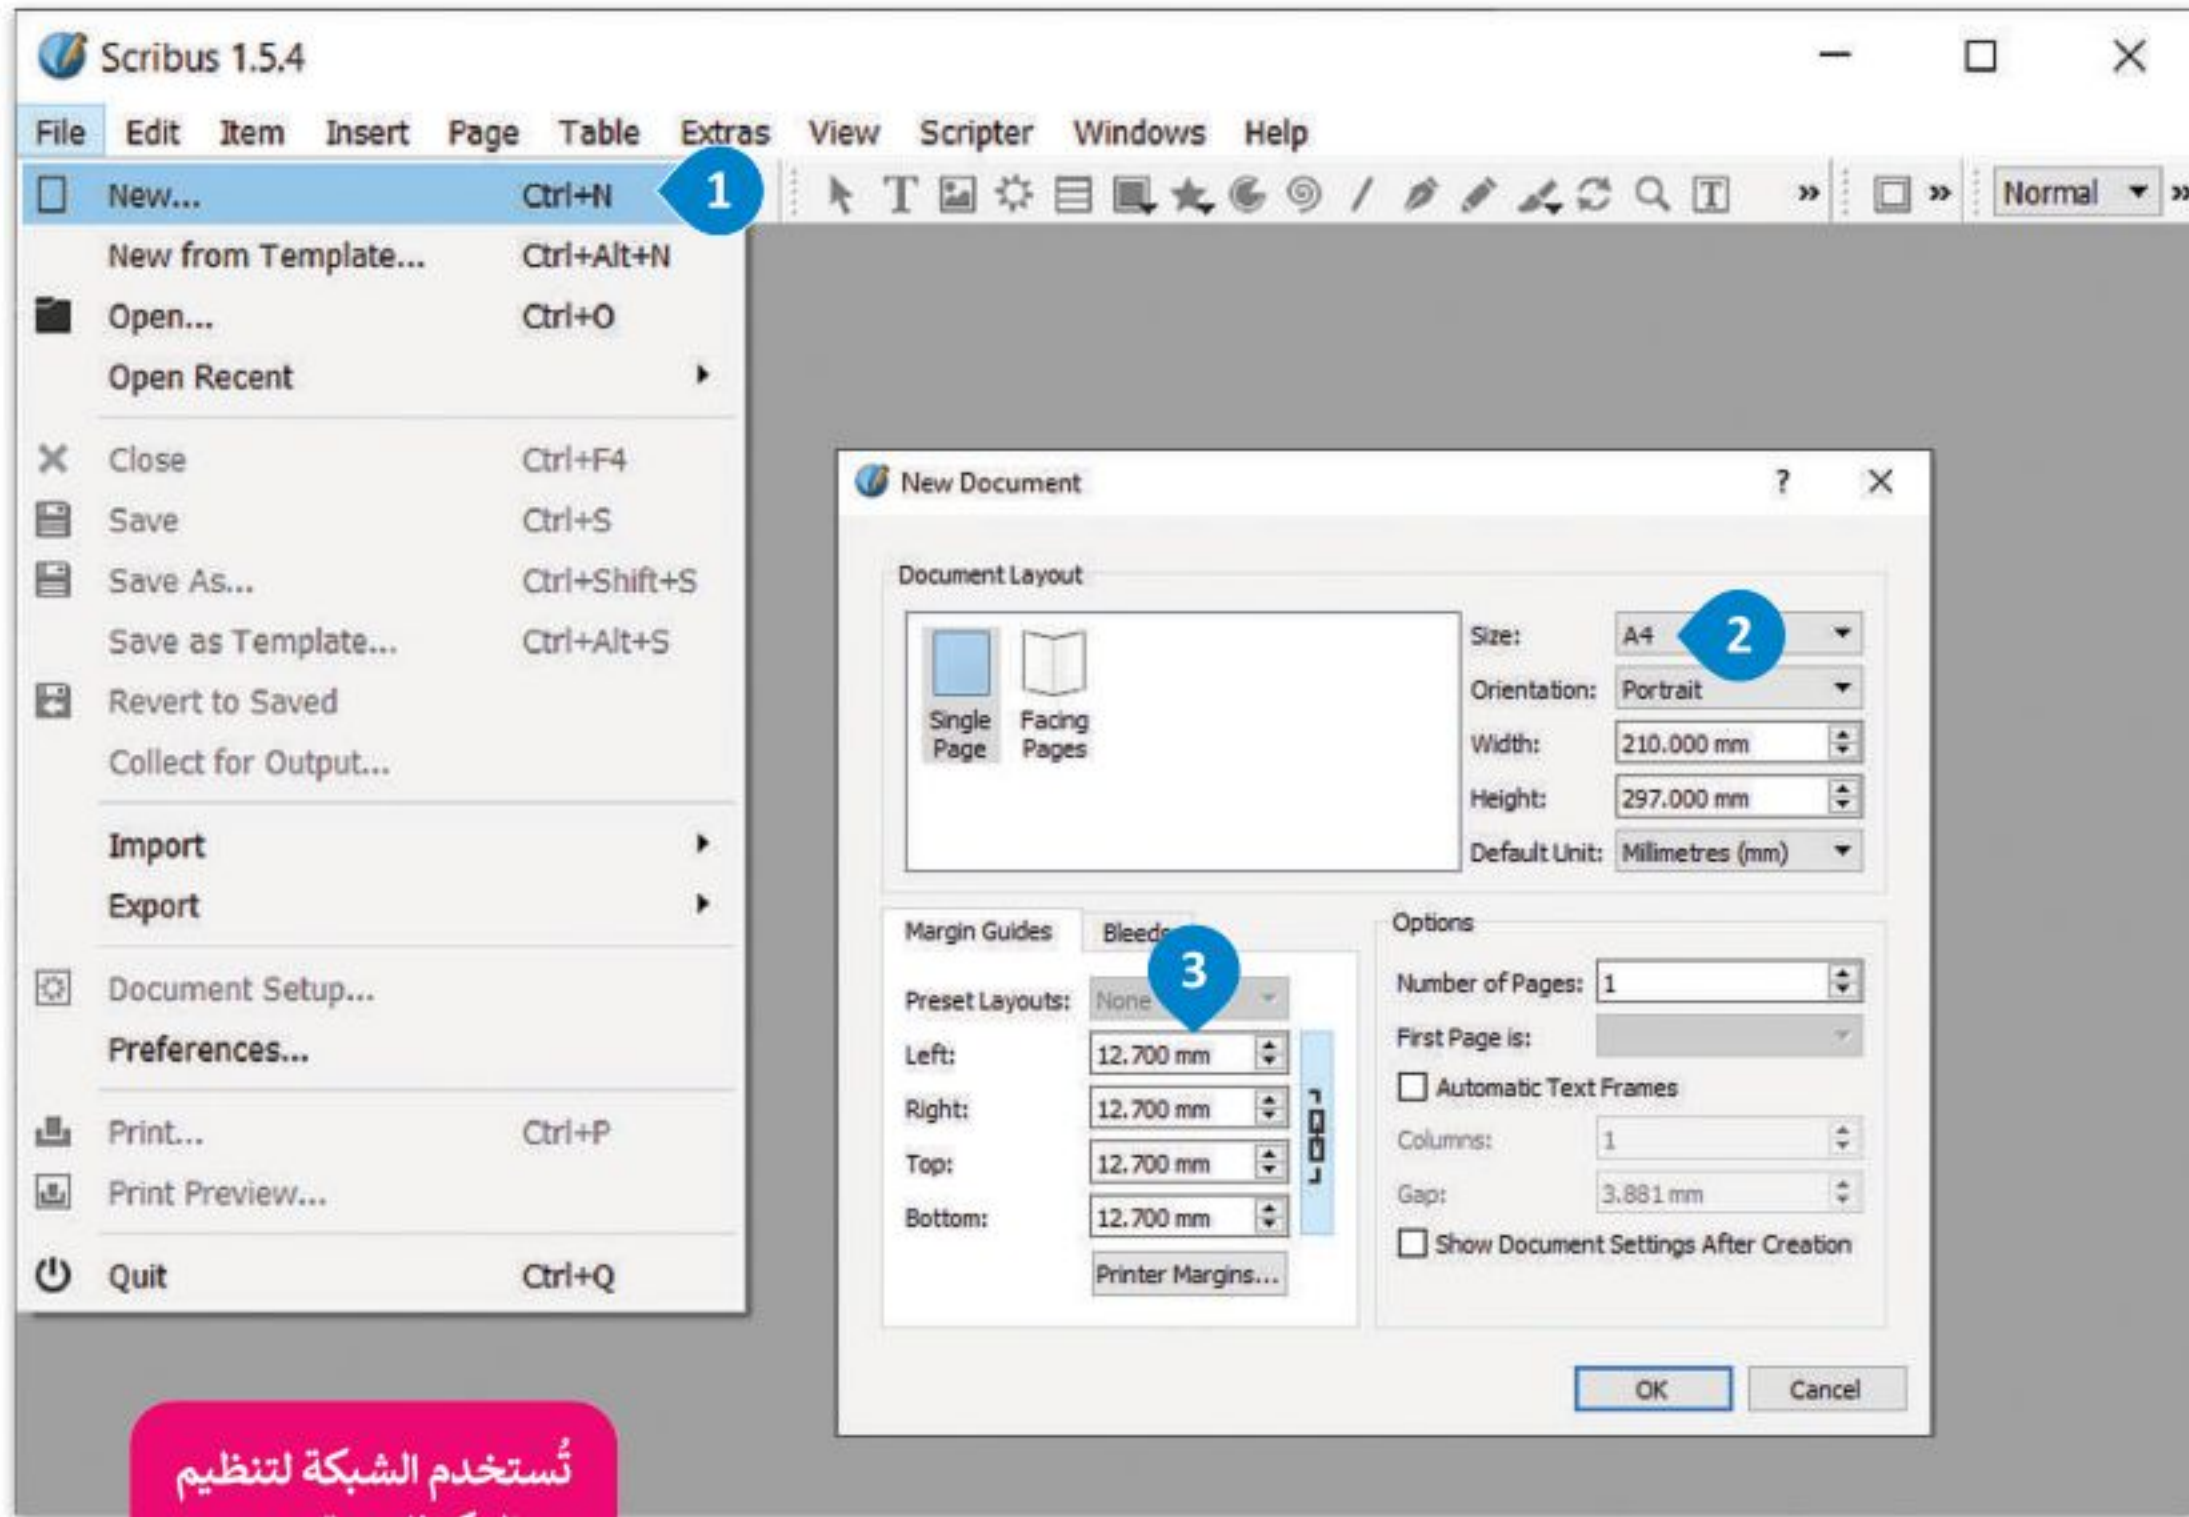 Scribus 1.5.4
File Edit Item Insert Page Table Extras View Scripter Windows Help
New... Ctrl+N 1
Normal
New from Template... Ctrl+Alt+N
Open... Ctrl+O
Open Recent
Close Ctrl+F4
Save Ctrl+S
Save As... Ctrl+Shift+S
Save as Template... Ctrl+Alt+S
Revert to Saved
Collect for Output...
Import
Export
Document Setup...
Preferences...
Print... Ctrl+P
Print Preview...
Quit Ctrl+Q
New Document
Document Layout
Single Page
Facing Pages
Size: A4 2
Orientation: Portrait
Width: 210.000 mm
Height: 297.000 mm
Default Unit: Millimetres (mm)
Margin Guides Bleeds
3
Preset Layouts: None
Left: 12.700 mm
Right: 12.700 mm
Top: 12.700 mm
Bottom: 12.700 mm
Printer Margins...
Options
Number of Pages: 1
First Page is:
Automatic Text Frames
Columns: 1
Gap: 3.881 mm
Show Document Settings After Creation
OK Cancel
تُستخدم الشبكة لتنظيم